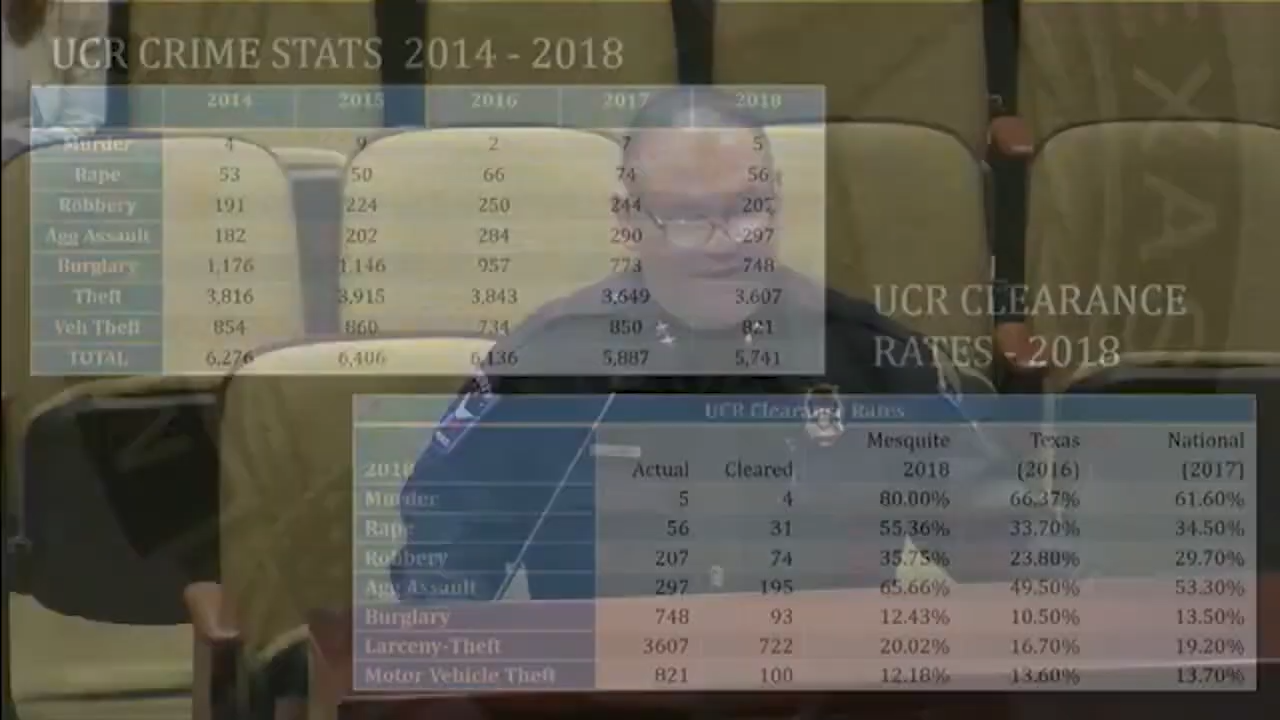 UCR CRIME STATS 2014 - 2018
2014 2015 2016 2017 2018
Murder 4 9 2 7 5
Rape 53 50 66 74 56
Robbery 191 224 250 244 207
Agg Assault 182 202 284 290 297
Burglary 1,176 1,146 957 773 748
Theft 3,816 3,915 3,843 3,649 3,607
Veh Theft 854 860 734 850 821
TOTAL 6,276 6,406 6,136 5,887 5,741
UCR CLEARANCE
RATES - 2018
UCR Clearance Rates
Mesquite Texas National
2018 Actual Cleared 2018 (2016) (2017)
Murder 5 4 80.00% 66.37% 61.60%
Rape 56 31 55.36% 33.70% 34.50%
Robbery 207 74 35.75% 23.80% 29.70%
Agg Assault 297 195 65.66% 49.50% 53.30%
Burglary 748 93 12.43% 10.50% 13.50%
Larceny-Theft 3607 722 20.02% 16.70% 19.20%
Motor Vehicle Theft 821 100 12.18% 13.60% 13.70%